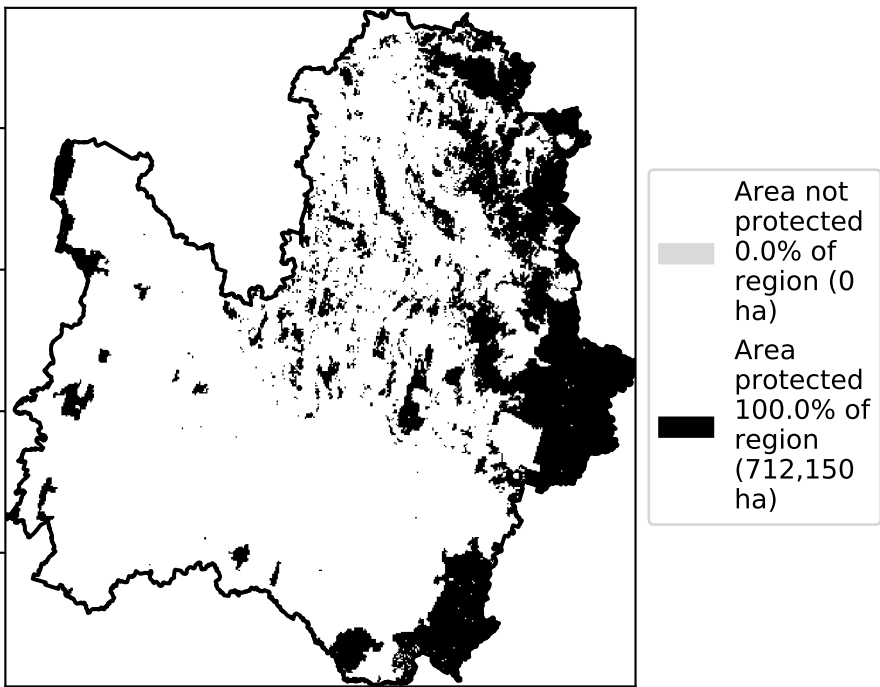 Area not
protected
0.0% of
region (0
ha)
Area
protected
100.0% of
region
(712,150
ha)